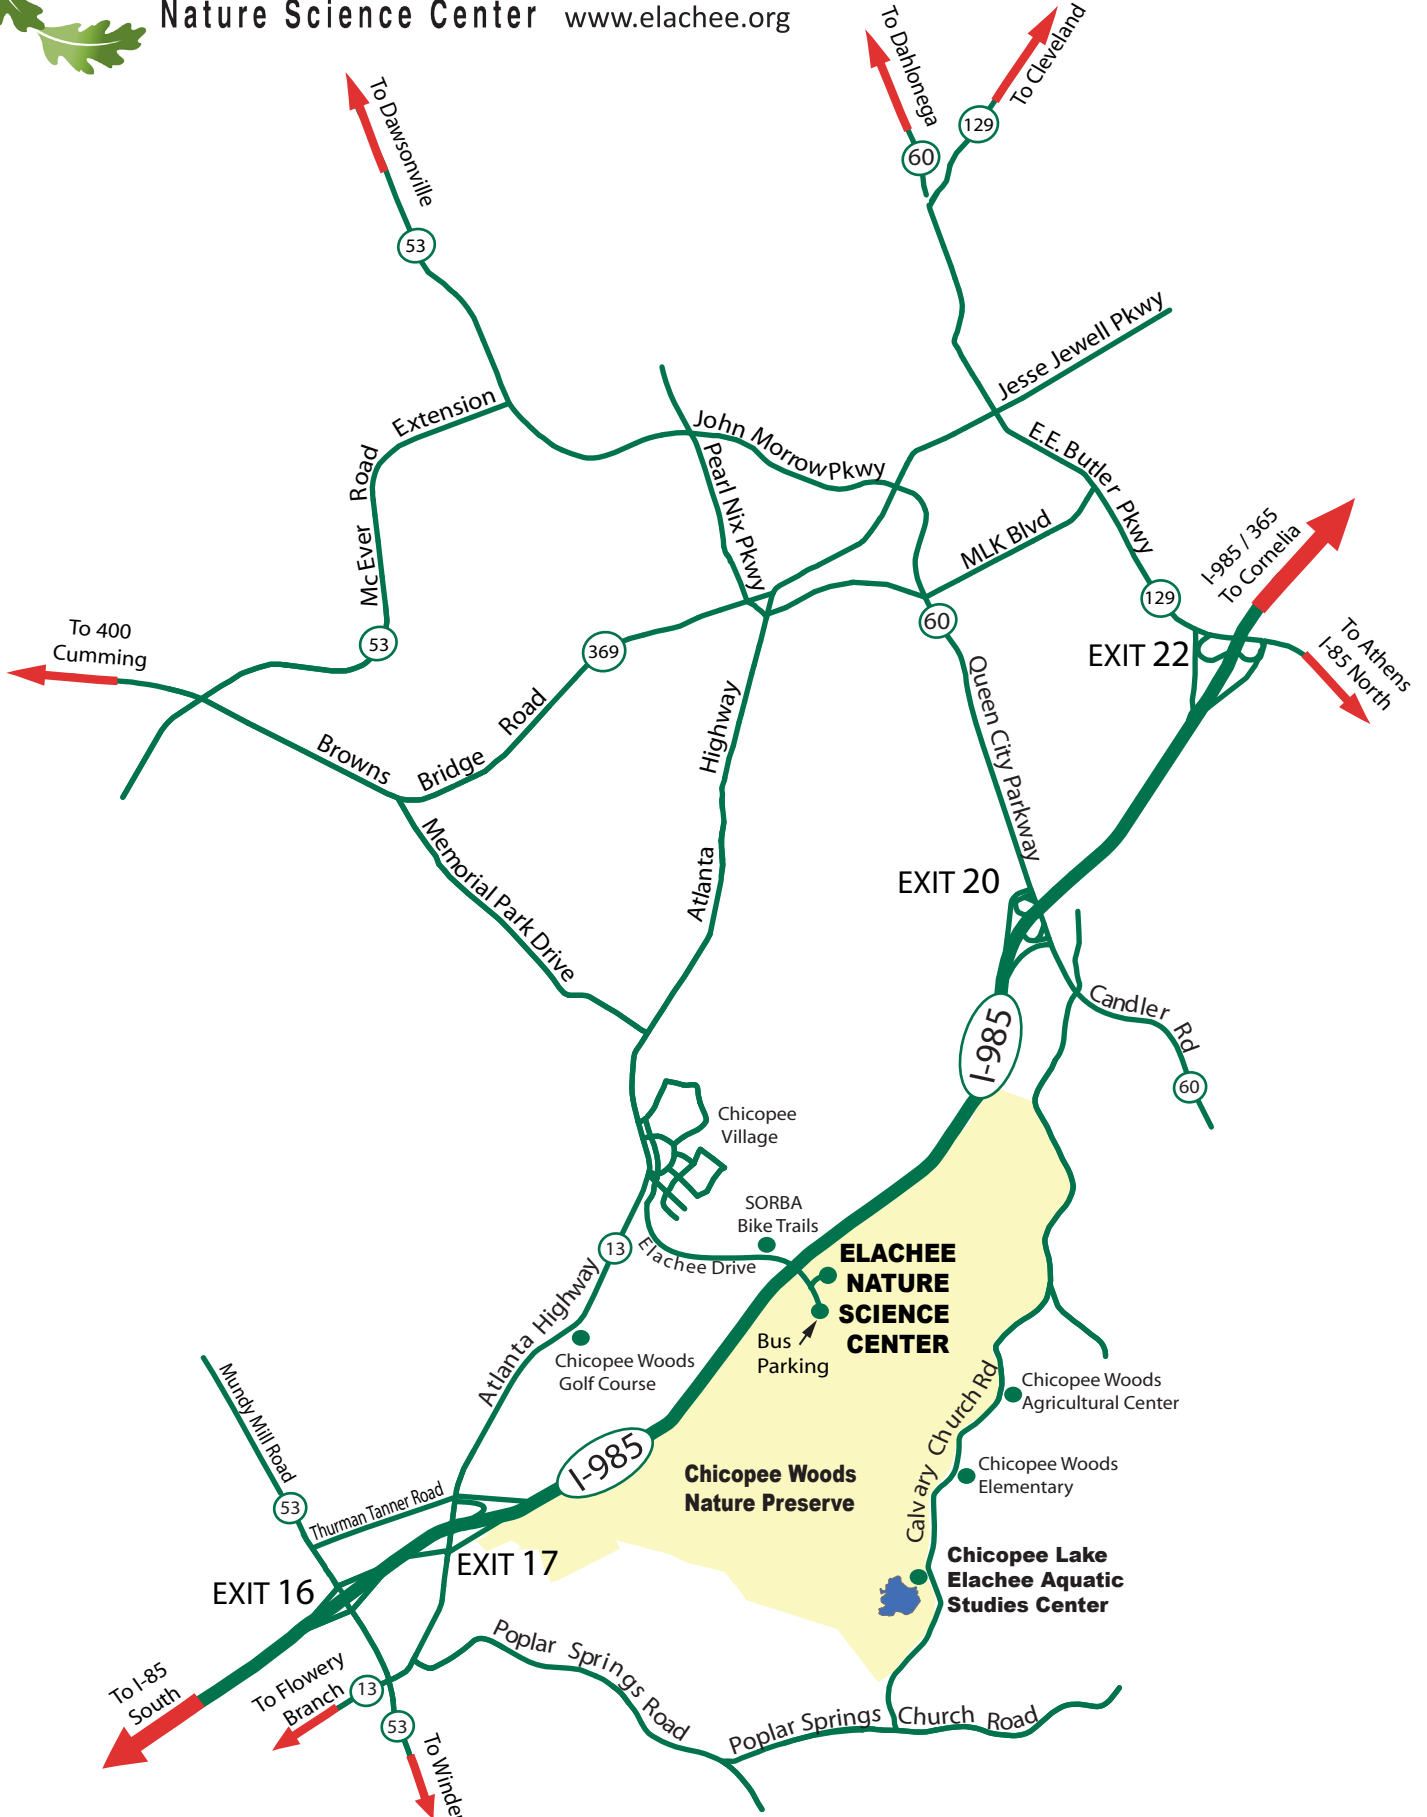 Nature Science Center www.elachee.org
To Dahlonega
To Cleveland
To Dawsonville
129
60
53
Jesse Jewell Pkwy
Extension
John Morrow Pkwy
E.E. Butler Pkwy
Mc Ever Road
Pearl Nix Pkwy
MLK Blvd
I-985 / 365
To Cornelia
129
60
EXIT 22
To Athens
I-85 North
To 400
Cumming
53
369
Queen City Parkway
Browns Bridge Road
Atlanta Highway
Memorial Park Drive
EXIT 20
Candler Rd
I-985
60
Chicopee
Village
SORBA
Bike Trails
13
Elachee Drive
ELACHEE
NATURE
SCIENCE
CENTER
Bus
Parking
Atlanta Highway
Chicopee Woods
Golf Course
Mundy Mill Road
Chicopee Woods
Agricultural Center
Calvary Church Rd
I-985
Chicopee Woods
Nature Preserve
Chicopee Woods
Elementary
53
Thurman Tanner Road
EXIT 17
EXIT 16
Chicopee Lake
Elachee Aquatic
Studies Center
Poplar Springs Road
To I-85
South
To Flowery
Branch
13
53
Poplar Springs Church Road
To Winde